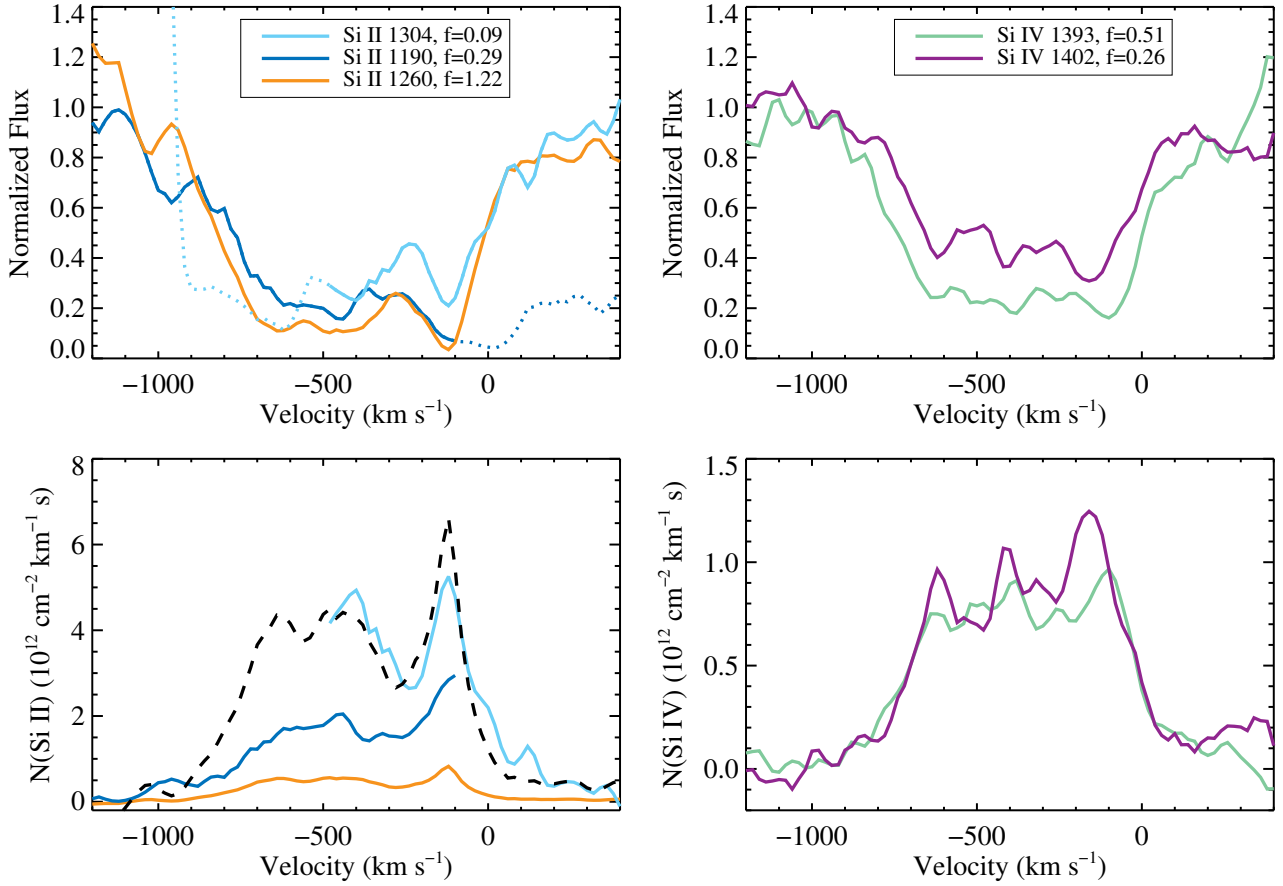 1.4
1.2
1.0
0.8
0.6
0.4
0.2
0.0
Normalized Flux
Si II 1304, f=0.09
Si II 1190, f=0.29
Si II 1260, f=1.22
−1000
−500
0
Velocity (km s⁻¹)
1.4
1.2
1.0
0.8
0.6
0.4
0.2
0.0
Normalized Flux
Si IV 1393, f=0.51
Si IV 1402, f=0.26
−1000
−500
0
Velocity (km s⁻¹)
8
6
4
2
0
N(Si II) (10¹² cm⁻² km⁻¹ s)
−1000
−500
0
Velocity (km s⁻¹)
1.5
1.0
0.5
0.0
N(Si IV) (10¹² cm⁻² km⁻¹ s)
−1000
−500
0
Velocity (km s⁻¹)